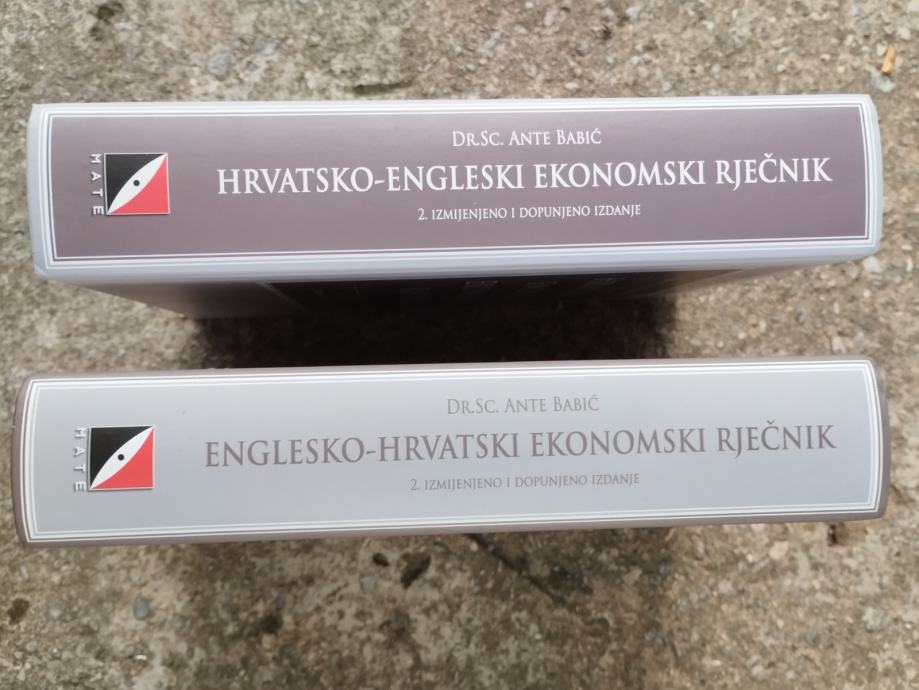 DR.SC. ANTE BABIĆ
HRVATSKO-ENGLESKI EKONOMSKI RJEČNIK
2. IZMIJENJENO I DOPUNJENO IZDANJE
MATE
DR.SC. ANTE BABIĆ
ENGLESKO-HRVATSKI EKONOMSKI RJEČNIK
2. IZMIJENJENO I DOPUNJENO IZDANJE
MATE